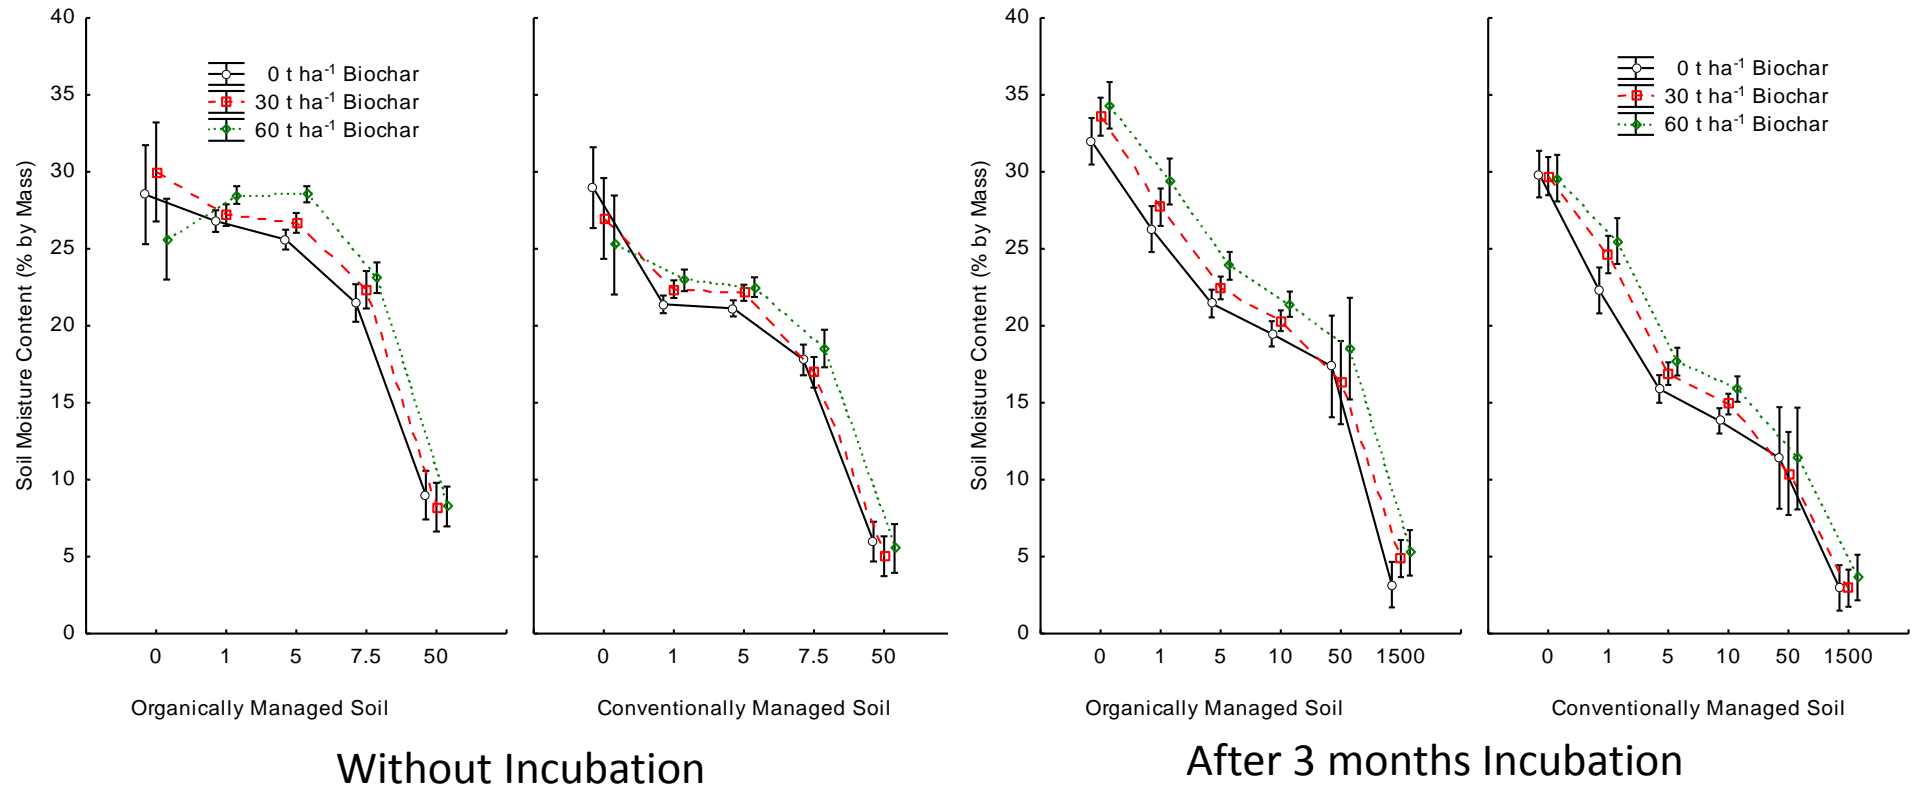 Soil Moisture Content (% by Mass)
40
35
30
25
20
15
10
5
0
0 t ha⁻¹ Biochar
30 t ha⁻¹ Biochar
60 t ha⁻¹ Biochar
0 1 5 7.5 50
Organically Managed Soil
0 1 5 7.5 50
Conventionally Managed Soil
Without Incubation
Soil Moisture Content (% by Mass)
40
35
30
25
20
15
10
5
0
0 t ha⁻¹ Biochar
30 t ha⁻¹ Biochar
60 t ha⁻¹ Biochar
0 1 5 10 50 1500
Organically Managed Soil
0 1 5 10 50 1500
Conventionally Managed Soil
After 3 months Incubation